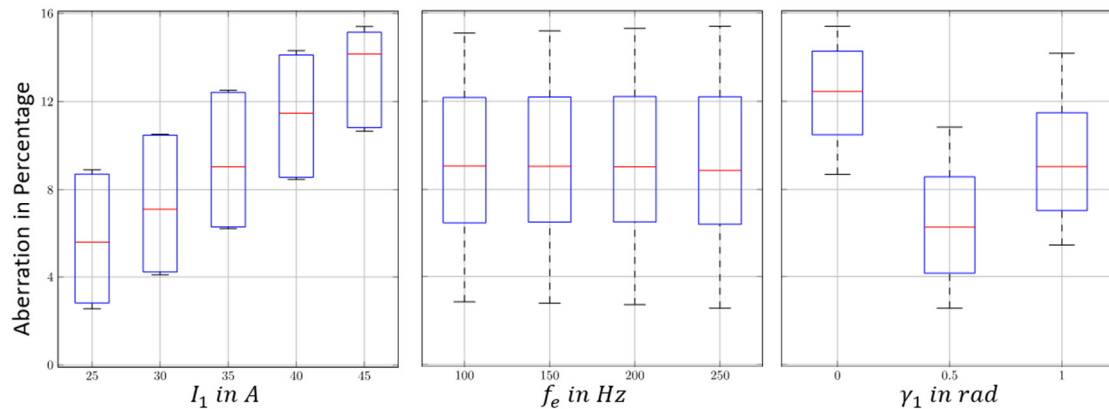 Aberration in Percentage
16
12
8
4
0
25 30 35 40 45
I₁ in A
100 150 200 250
fₑ in Hz
0 0.5 1
γ₁ in rad